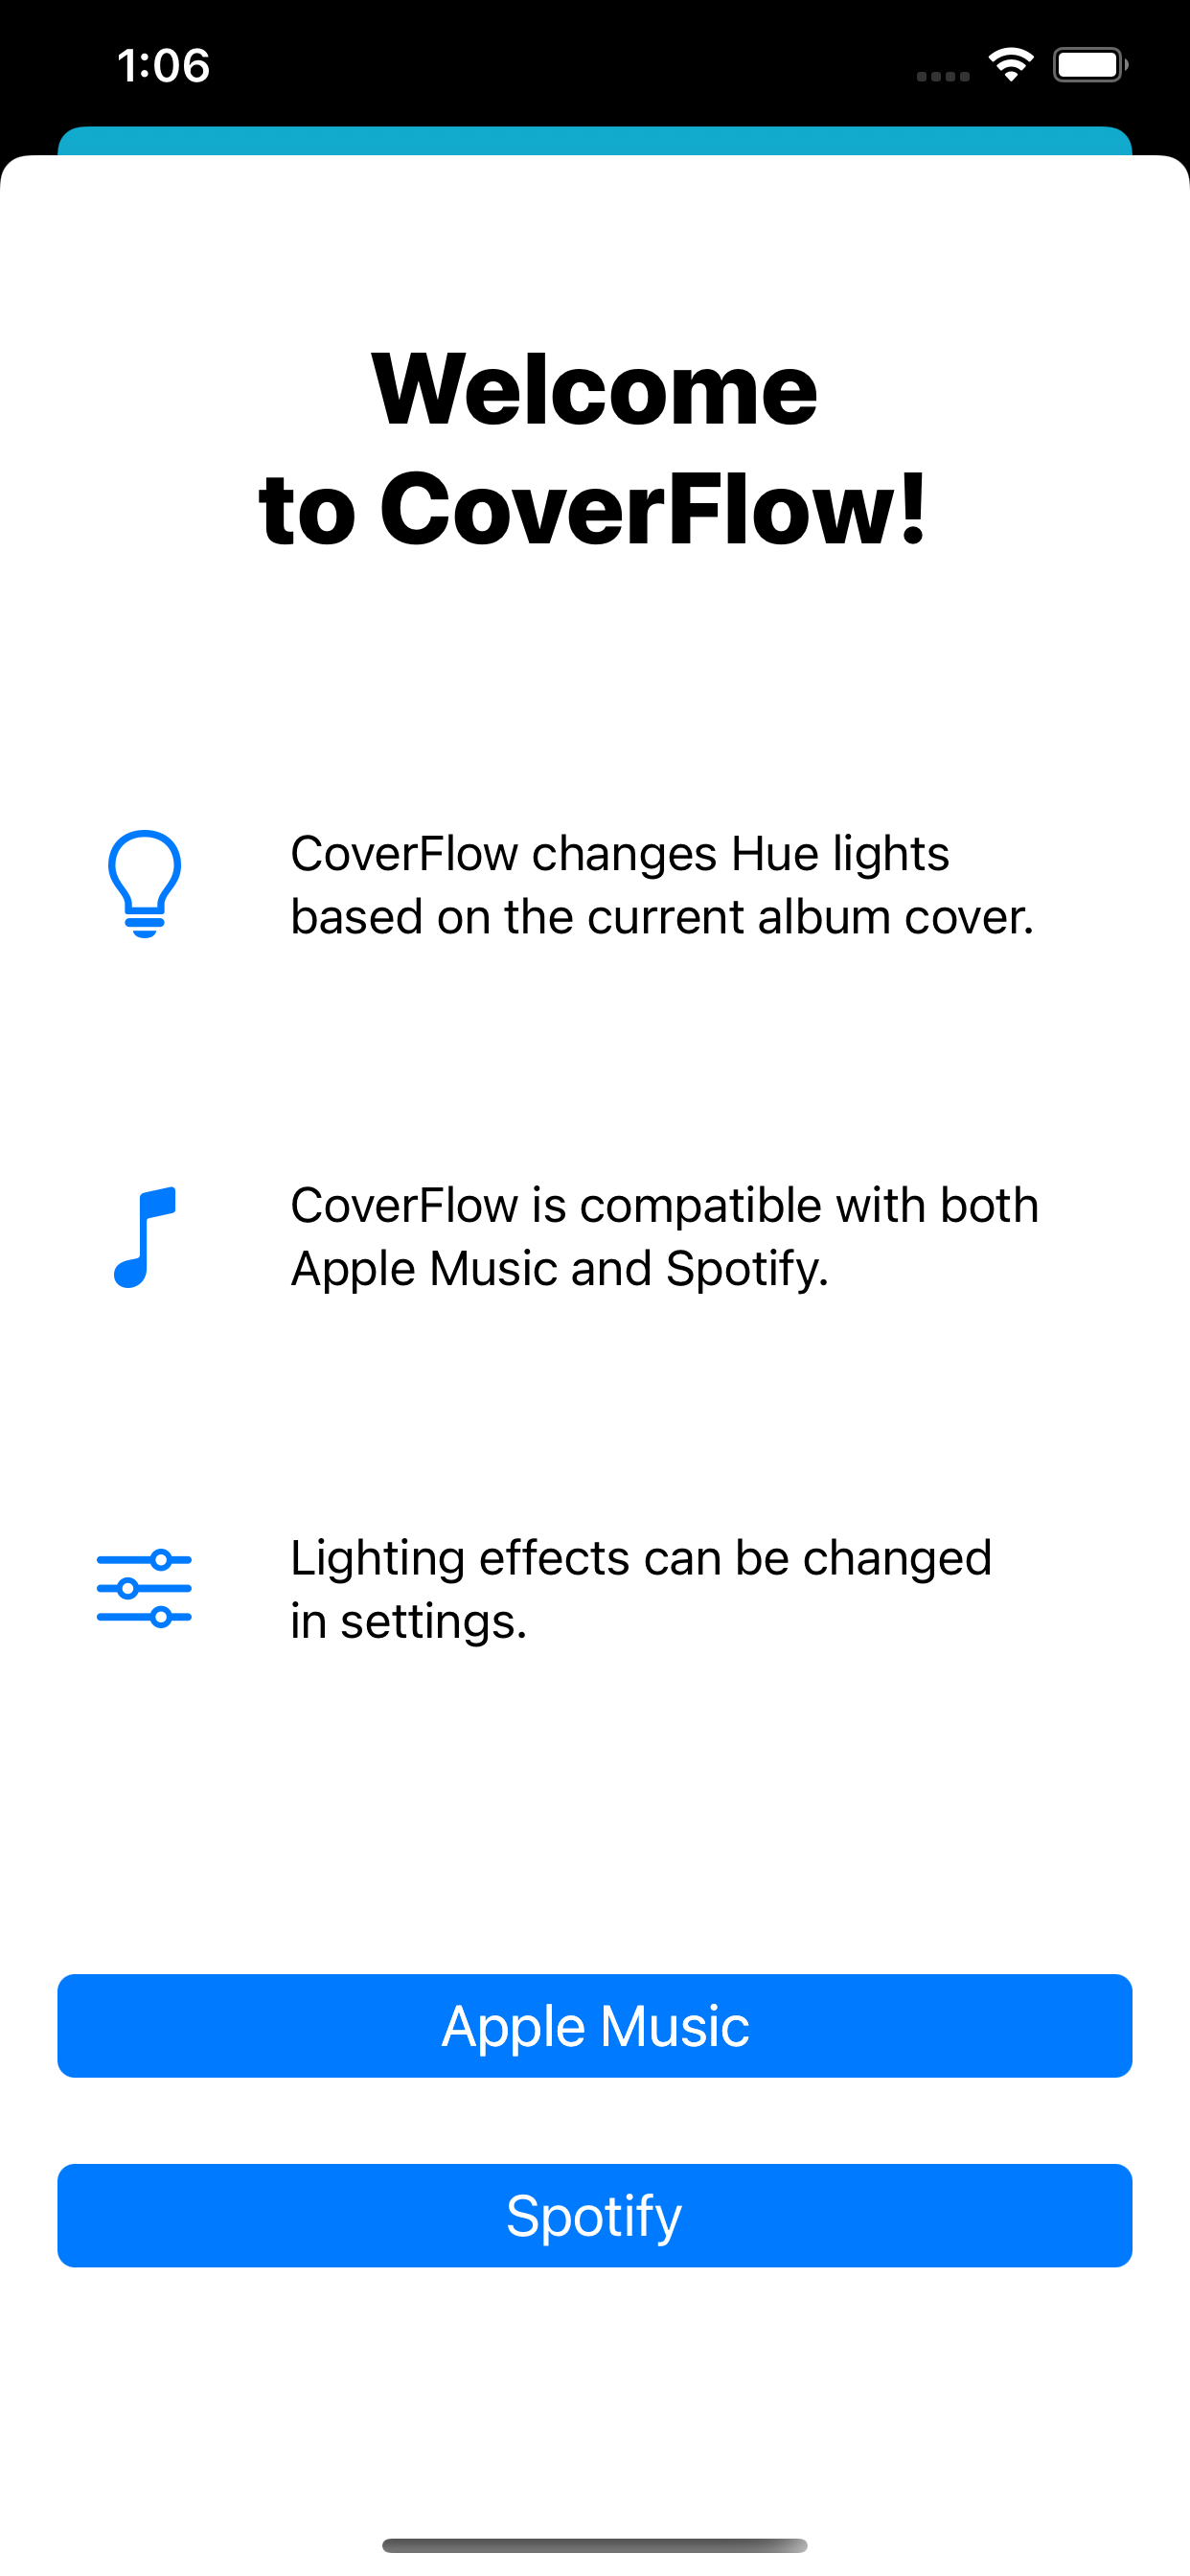 1:06
Welcome
to CoverFlow!
CoverFlow changes Hue lights
based on the current album cover.
CoverFlow is compatible with both
Apple Music and Spotify.
Lighting effects can be changed
in settings.
Apple Music
Spotify